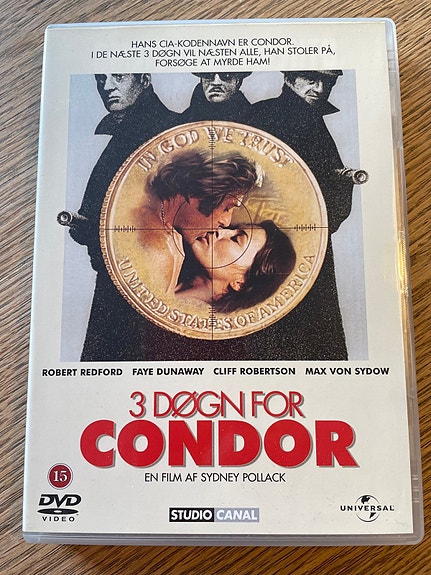 HANS CIA-KODENNAVN ER CONDOR.
I DE NÆSTE 3 DØGN VIL NÆSTEN ALLE, HAN STOLER PÅ,
FORSØGE AT MYRDE HAM!
IN GOD WE TRUST
UNITED STATES OF AMERICA
ROBERT REDFORD FAYE DUNAWAY CLIFF ROBERTSON MAX VON SYDOW
3 DØGN FOR
CONDOR
EN FILM AF SYDNEY POLLACK
15
DVD
VIDEO
STUDIO CANAL
UNIVERSAL